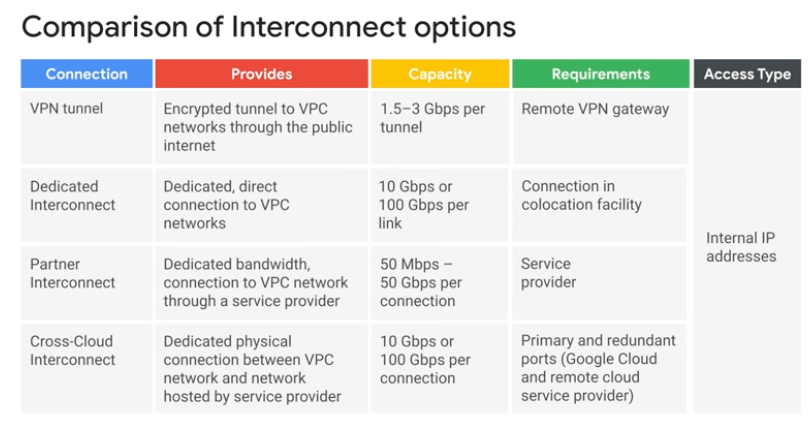 Comparison of Interconnect options
Connection
Provides
Capacity
Requirements
Access Type
VPN tunnel
Encrypted tunnel to VPC
networks through the public
internet
1.5–3 Gbps per
tunnel
Remote VPN gateway
Dedicated
Interconnect
Dedicated, direct
connection to VPC
networks
10 Gbps or
100 Gbps per
link
Connection in
colocation facility
Partner
Interconnect
Dedicated bandwidth,
connection to VPC network
through a service provider
50 Mbps –
50 Gbps per
connection
Service
provider
Cross-Cloud
Interconnect
Dedicated physical
connection between VPC
network and network
hosted by service provider
10 Gbps or
100 Gbps per
connection
Primary and redundant
ports (Google Cloud
and remote cloud
service provider)
Internal IP
addresses